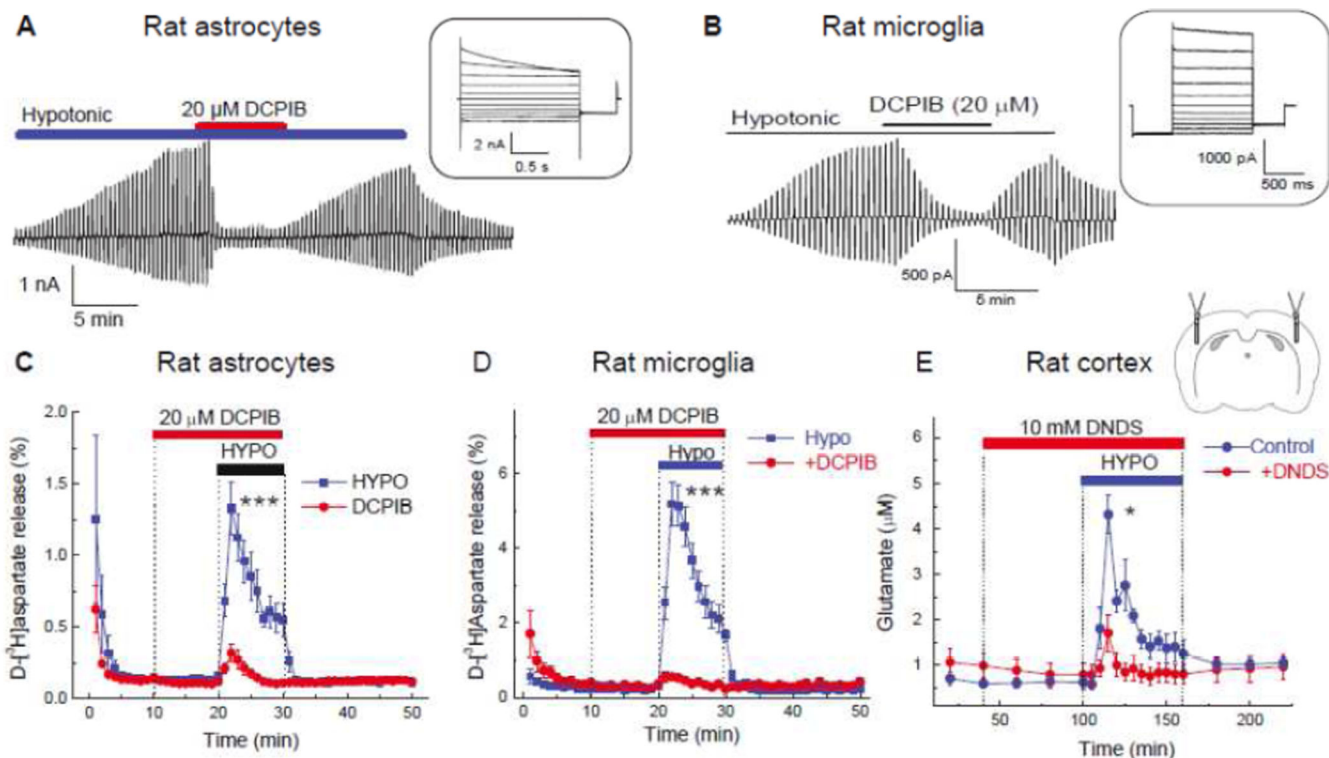 A Rat astrocytes
Hypotonic
20 µM DCPIB
2 nA
0.5 s
1 nA
5 min
B Rat microglia
Hypotonic
DCPIB (20 µM)
1000 pA
500 ms
500 pA
5 min
C Rat astrocytes
20 µM DCPIB
HYPO
***
HYPO
DCPIB
D-[³H]aspartate release (%)
2.0
1.5
1.0
0.5
0.0
0 10 20 30 40 50
Time (min)
D Rat microglia
20 µM DCPIB
Hypo
***
Hypo
+DCPIB
D-[³H]Aspartate release (%)
6
4
2
0
0 10 20 30 40 50
Time (min)
E Rat cortex
10 mM DNDS
HYPO
*
Control
+DNDS
Glutamate (µM)
6
5
4
3
2
1
0
50 100 150 200
Time (min)